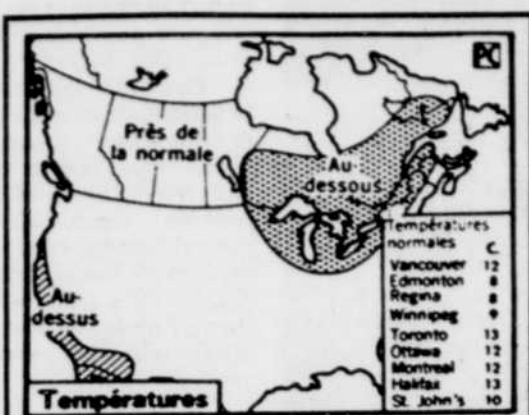 PC
Près de
la normale
Au-
dessous
Au-
dessus
Températures
Températures
normales
C.
Vancouver 12
Edmonton 8
Regina 8
Winnipeg 9
Toronto 13
Ottawa 12
Montreal 12
Halifax 13
St. John's 10